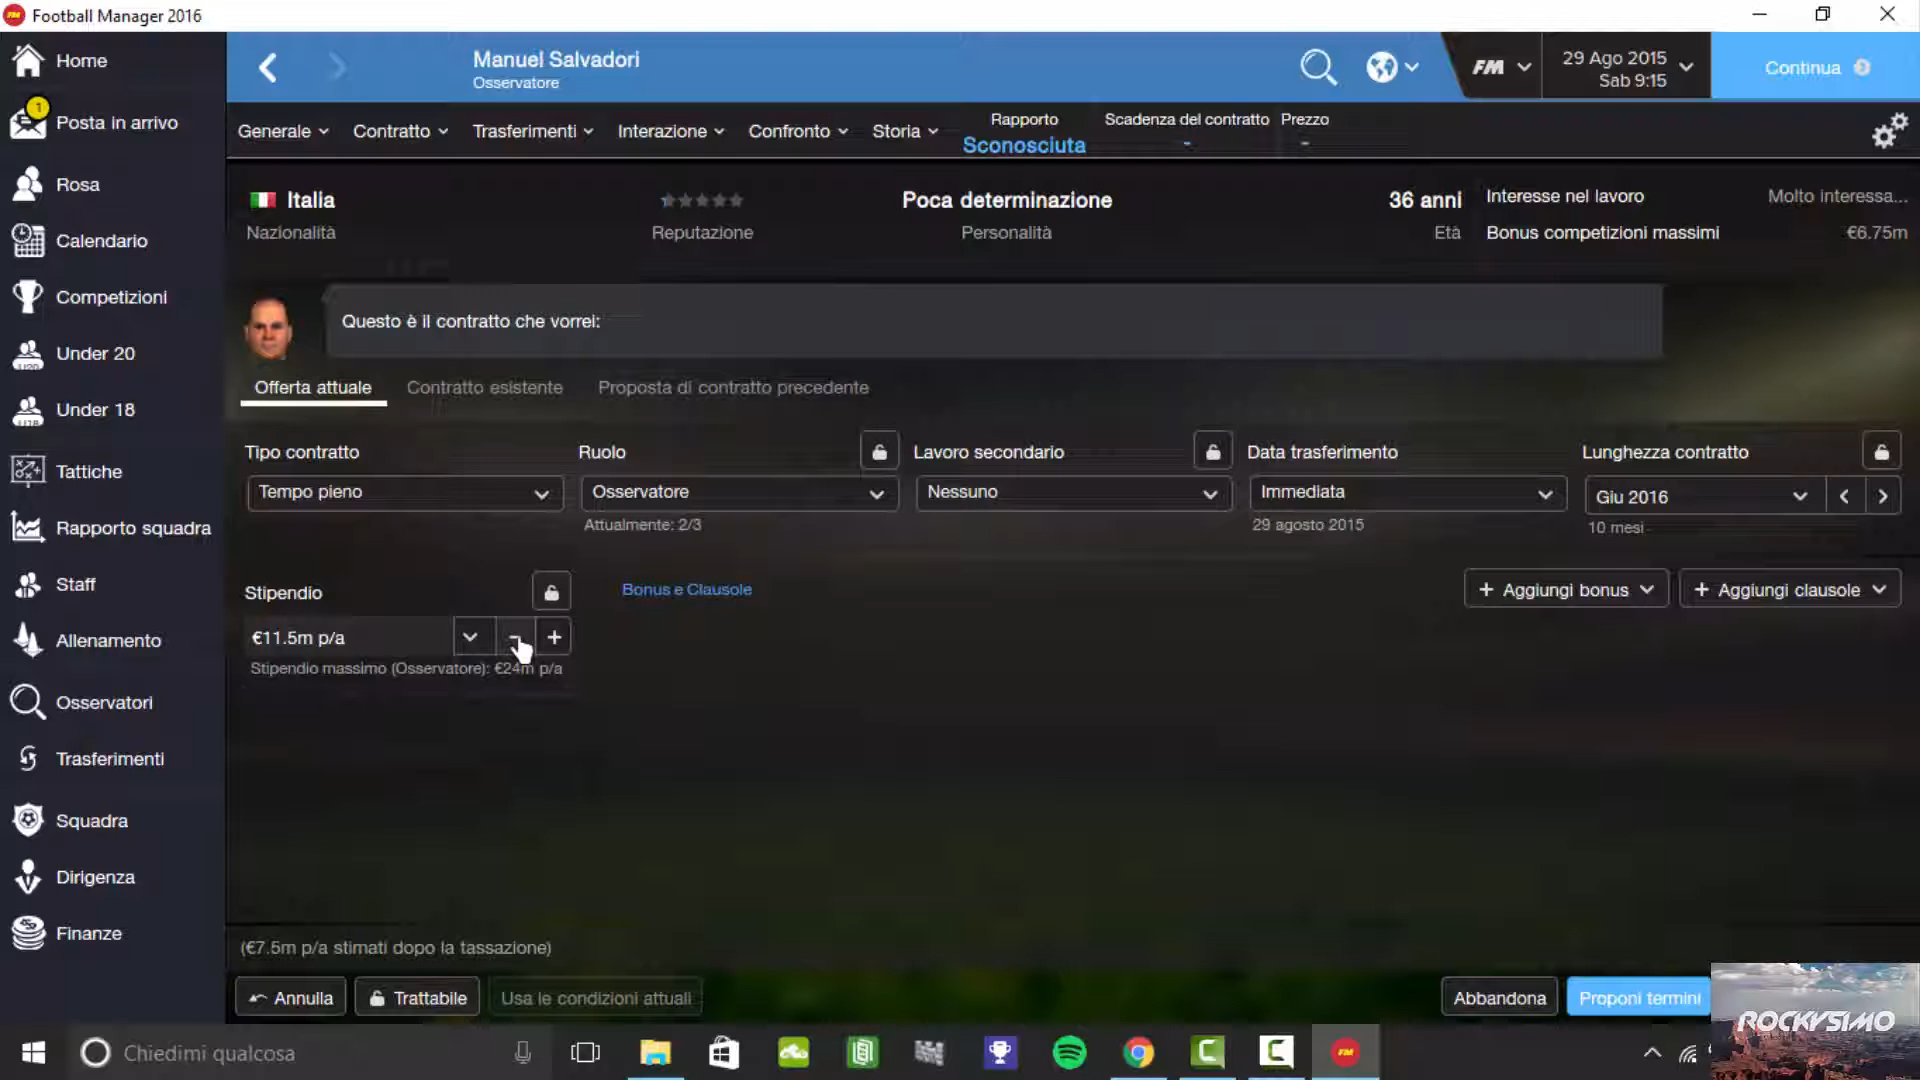 Football Manager 2016
Home
1
Posta in arrivo
Rosa
Calendario
Competizioni
Under 20
Under 18
Tattiche
Rapporto squadra
Staff
Allenamento
Osservatori
Trasferimenti
Squadra
Dirigenza
Finanze
Manuel Salvadori
Osservatore
FM
29 Ago 2015
Sab 9:15
Continua
Generale
Contratto
Trasferimenti
Interazione
Confronto
Storia
Rapporto
Sconosciuta
Scadenza del contratto
-
Prezzo
-
Italia
Nazionalità
Reputazione
Poca determinazione
Personalità
36 anni
Età
Interesse nel lavoro Molto interessa...
Bonus competizioni massimi €6.75m
Questo è il contratto che vorrei:
Offerta attuale Contratto esistente Proposta di contratto precedente
Tipo contratto
Tempo pieno
Ruolo
Osservatore
Attualmente: 2/3
Lavoro secondario
Nessuno
Data trasferimento
Immediata
29 agosto 2015
Lunghezza contratto
Giu 2016
10 mesi
Stipendio
€11.5m p/a
Stipendio massimo (Osservatore): €24m p/a
Bonus e Clausole
+ Aggiungi bonus
+ Aggiungi clausole
(€7.5m p/a stimati dopo la tassazione)
Annulla
Trattabile
Usa le condizioni attuali
Abbandona
Proponi termini
ROCKYSIMO
Chiedimi qualcosa
FM